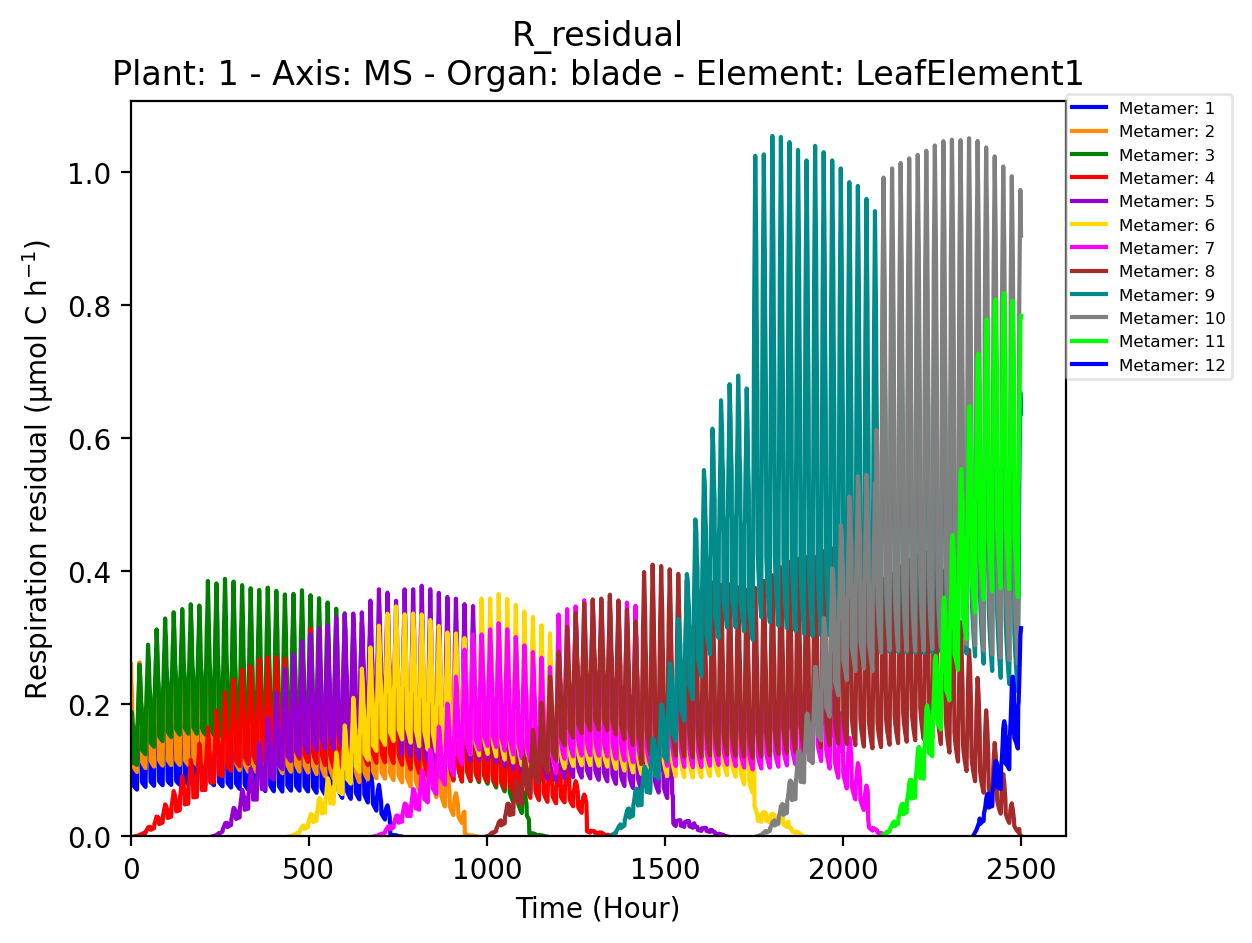 R_residual
Plant: 1 - Axis: MS - Organ: blade - Element: LeafElement1
Respiration residual (µmol C h⁻¹)
1.0
0.8
0.6
0.4
0.2
0.0
0
500
1000
1500
2000
2500
Time (Hour)
Metamer: 1
Metamer: 2
Metamer: 3
Metamer: 4
Metamer: 5
Metamer: 6
Metamer: 7
Metamer: 8
Metamer: 9
Metamer: 10
Metamer: 11
Metamer: 12